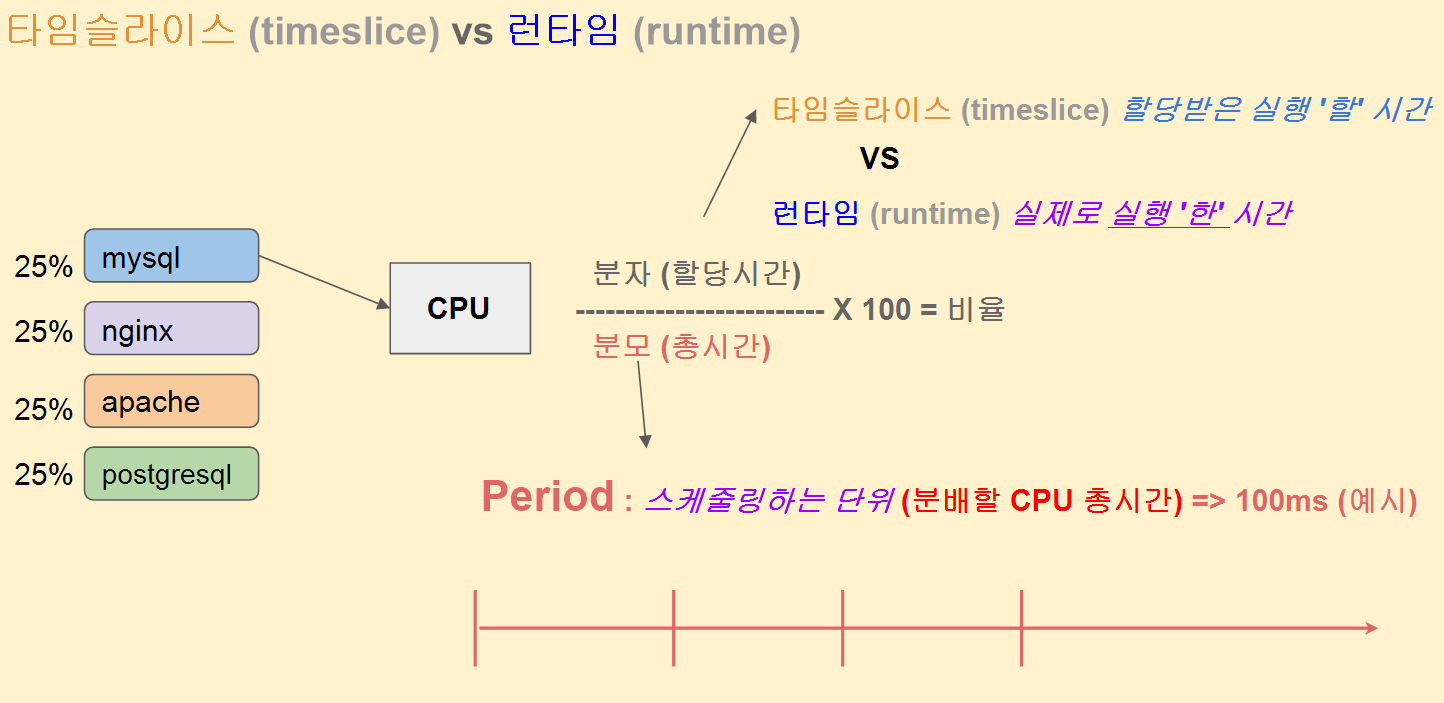 타임슬라이스 (timeslice) vs 런타임 (runtime)
타임슬라이스 (timeslice) 할당받은 실행 '할' 시간
VS
런타임 (runtime) 실제로 실행 '한' 시간
25% mysql
25% nginx
25% apache
25% postgresql
CPU
분자 (할당시간)
------------------------- X 100 = 비율
분모 (총시간)
Period : 스케줄링하는 단위 (분배할 CPU 총시간) => 100ms (예시)